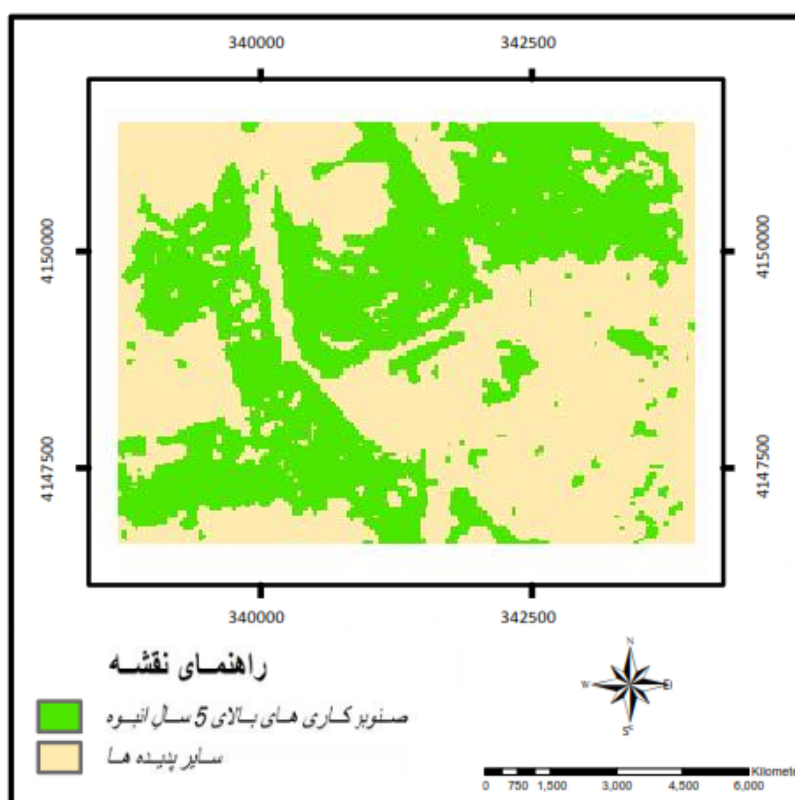 340000 342500
4150000 4150000
4147500 4147500
340000 342500
راهنمای نقشه
صنوبر کاری های بالای 5 سال انبوه
سایر پدیده ها
N
W E
S
Kilomete
0 750 1,500 3,000 4,500 6,000